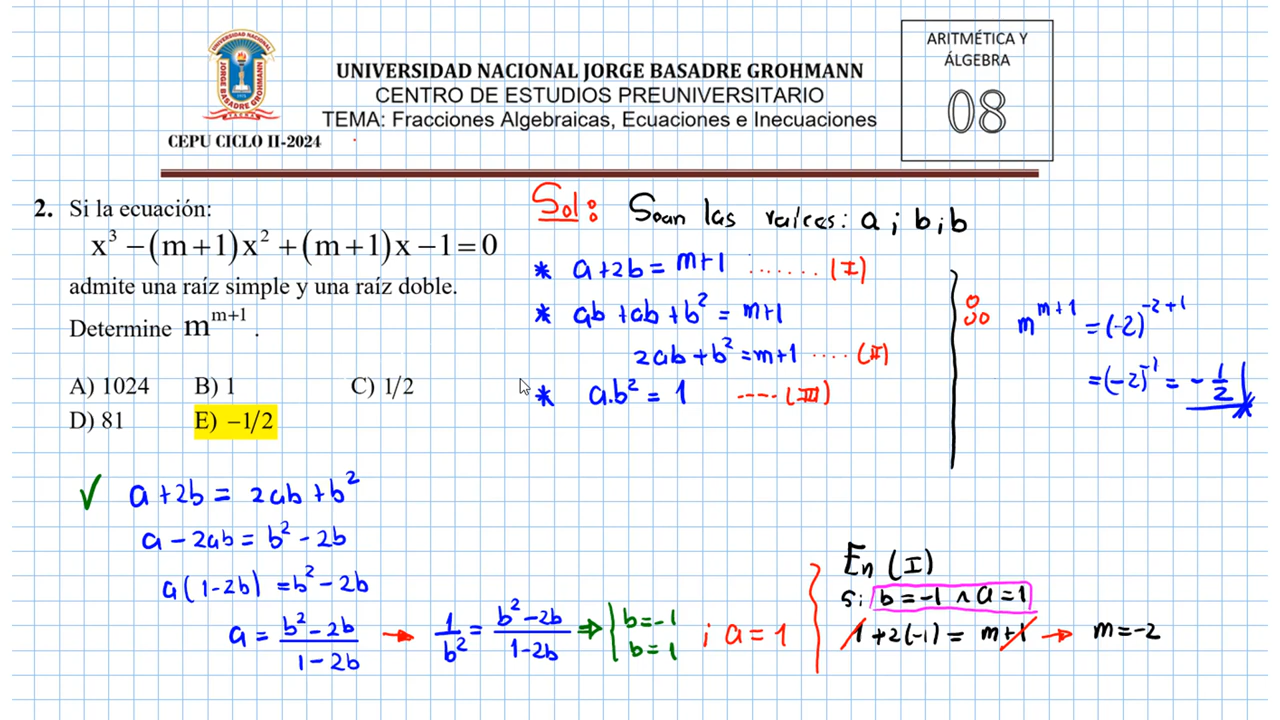 UNIVERSIDAD NACIONAL JORGE BASADRE GROHMANN
CENTRO DE ESTUDIOS PREUNIVERSITARIO
TEMA: Fracciones Algebraicas, Ecuaciones e Inecuaciones
CEPU CICLO II-2024
ARITMÉTICA Y
ÁLGEBRA
08
2. Si la ecuación:
x³ − (m+1)x² + (m+1)x − 1 = 0
admite una raíz simple y una raíz doble.
Determine m^(m+1) .
A) 1024 B) 1 C) 1/2
D) 81 E) −1/2
Sol: Sean las raíces: a ; b ; b
* a+2b = m+1 ....... (I)
* ab + ab + b² = m+1
2ab + b² = m+1 .... (II)
* a.b² = 1 ---- (III)
m^(m+1) = (-2)^(-2+1)
= (-2)^(-1) = -1/2
✓ a + 2b = 2ab + b²
a − 2ab = b² − 2b
a(1-2b) = b² − 2b
a = (b² − 2b)/(1 − 2b) → 1/b² = (b² − 2b)/(1-2b) ⇒ { b = -1
b = 1 ; a = 1
En (I)
Si b = -1 ∧ a = 1
1 + 2(-1) = m+1 → m = -2